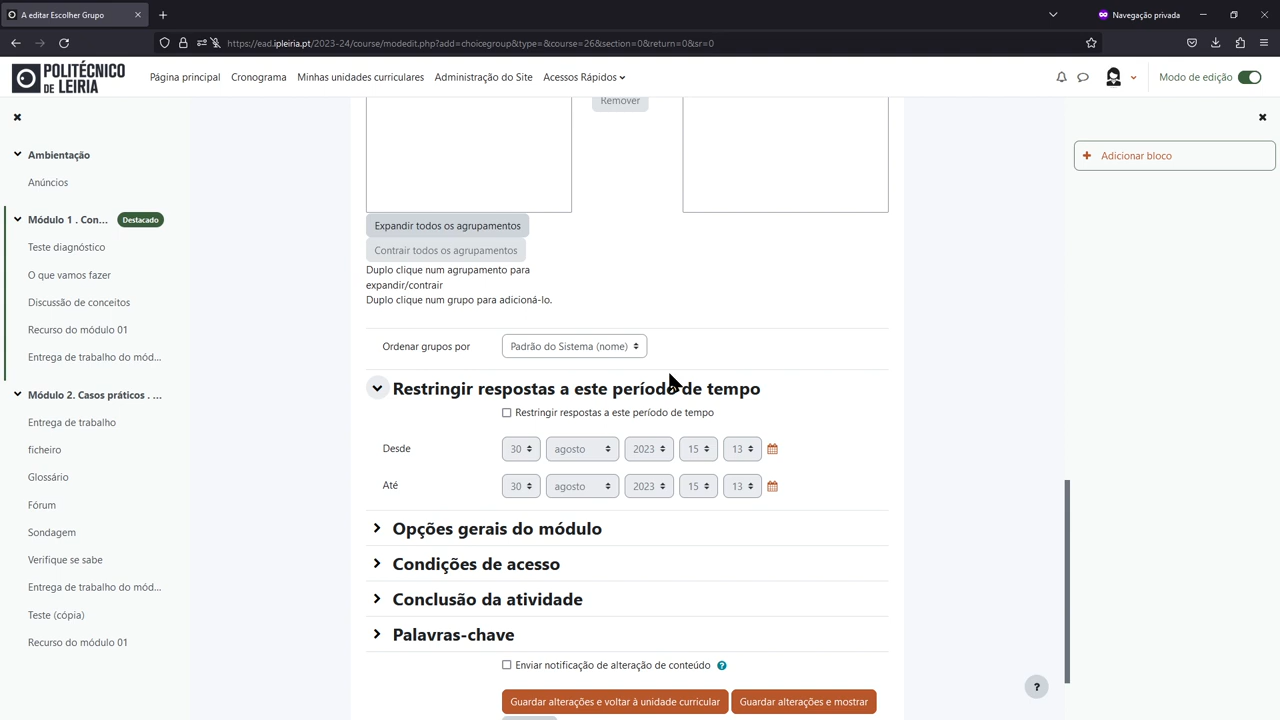 A editar Escolher Grupo
Navegação privada
https://ead.ipleiria.pt/2023-24/course/modedit.php?add=choicegroup&type=&course=26&section=0&return=0&sr=0
POLITÉCNICO
DE LEIRIA
Página principal
Cronograma
Minhas unidades curriculares
Administração do Site
Acessos Rápidos
Modo de edição
Ambientação
Anúncios
Módulo 1 . Con...
Destacado
Teste diagnóstico
O que vamos fazer
Discussão de conceitos
Recurso do módulo 01
Entrega de trabalho do mód...
Módulo 2. Casos práticos . ...
Entrega de trabalho
ficheiro
Glossário
Fórum
Sondagem
Verifique se sabe
Entrega de trabalho do mód...
Teste (cópia)
Recurso do módulo 01
Remover
Expandir todos os agrupamentos
Contrair todos os agrupamentos
Duplo clique num agrupamento para
expandir/contrair
Duplo clique num grupo para adicioná-lo.
Ordenar grupos por
Padrão do Sistema (nome)
Restringir respostas a este período de tempo
Restringir respostas a este período de tempo
Desde
30
agosto
2023
15
13
Até
30
agosto
2023
15
13
Opções gerais do módulo
Condições de acesso
Conclusão da atividade
Palavras-chave
Enviar notificação de alteração de conteúdo
?
Guardar alterações e voltar à unidade curricular
Guardar alterações e mostrar
Adicionar bloco
?